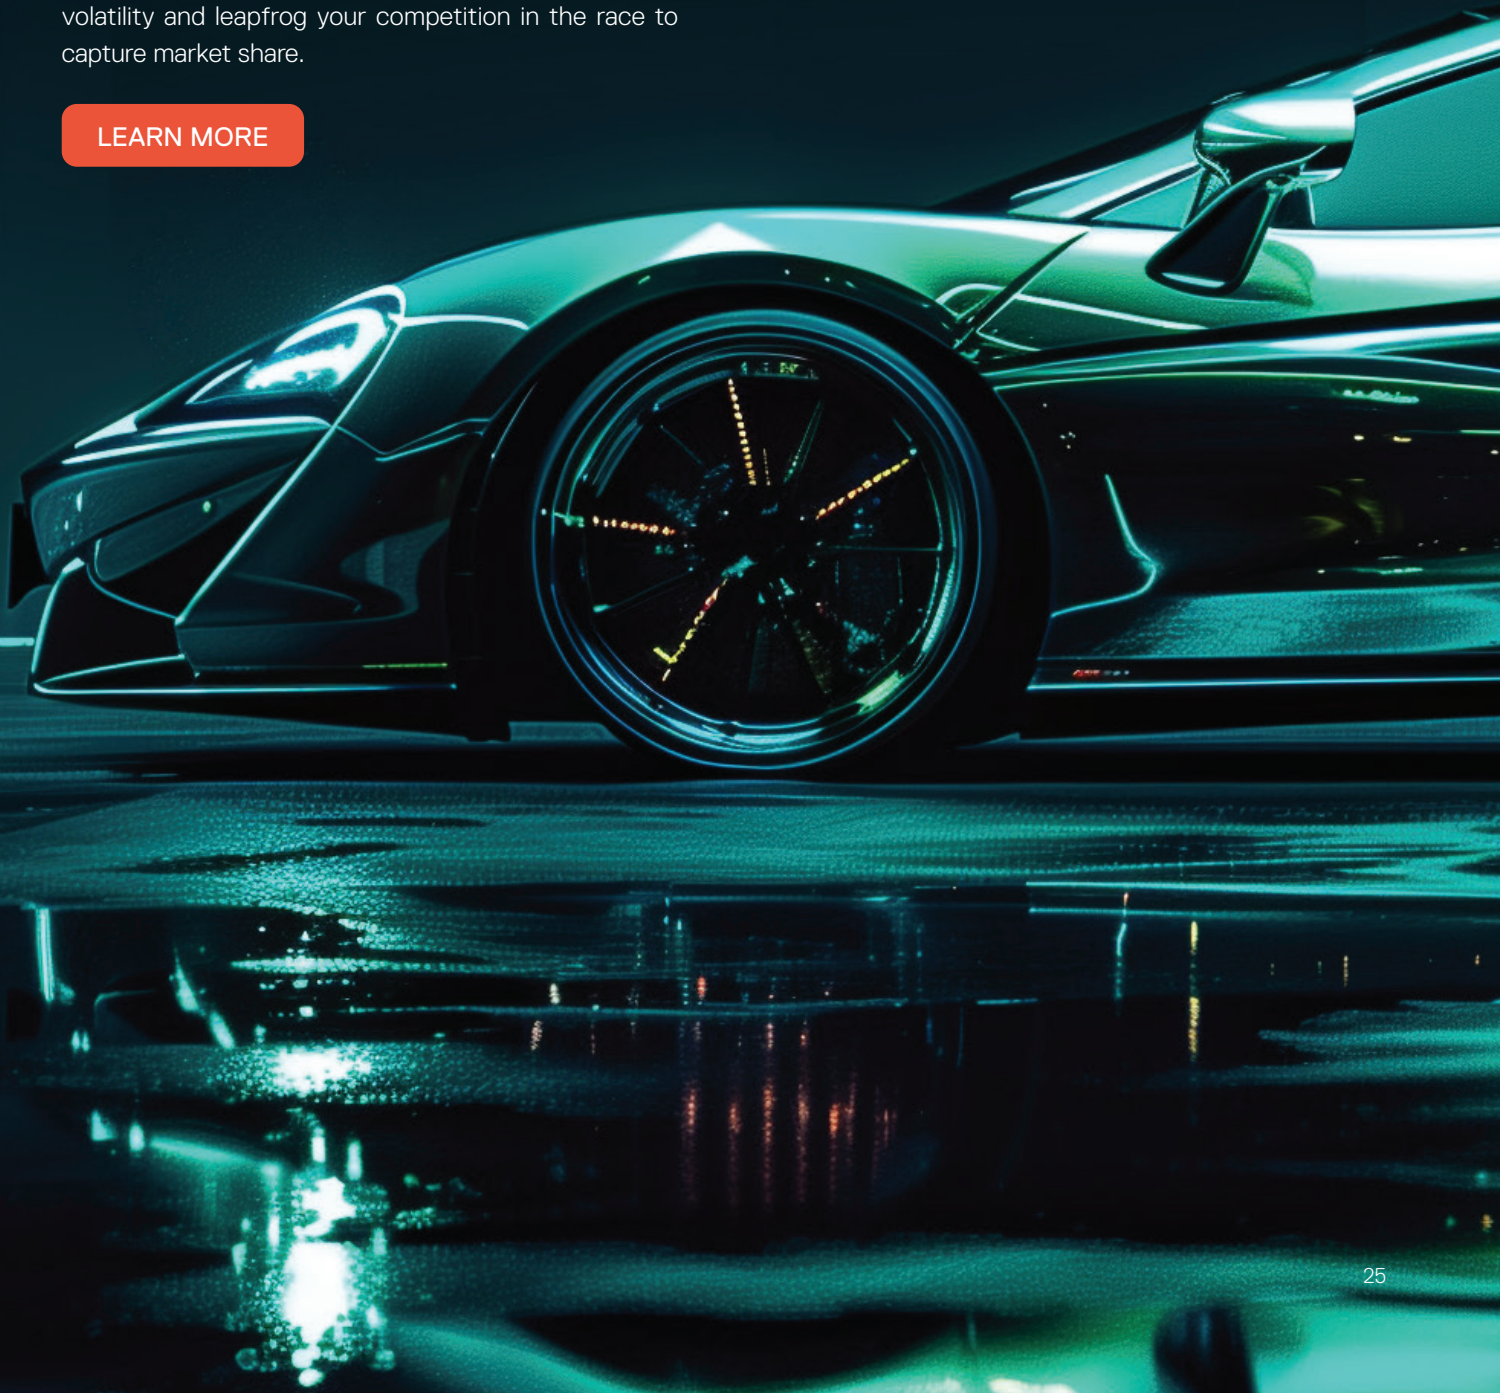 volatility and leapfrog your competition in the race to
capture market share.
LEARN MORE
25